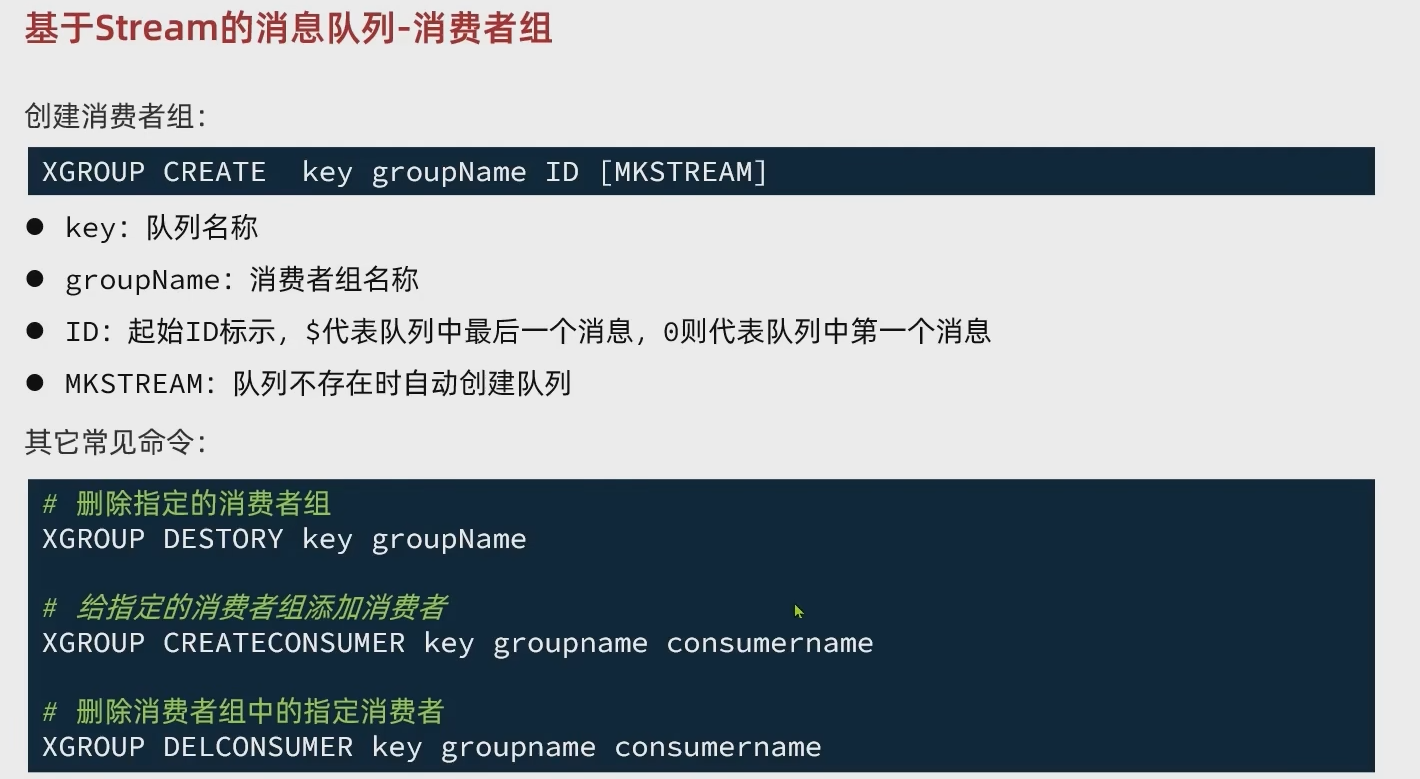 基于Stream的消息队列-消费者组
创建消费者组：
XGROUP CREATE  key groupName ID [MKSTREAM]
● key：队列名称
● groupName：消费者组名称
● ID：起始ID标示，$代表队列中最后一个消息，0则代表队列中第一个消息
● MKSTREAM：队列不存在时自动创建队列
其它常见命令：
# 删除指定的消费者组
XGROUP DESTORY key groupName
# 给指定的消费者组添加消费者
XGROUP CREATECONSUMER key groupname consumername
# 删除消费者组中的指定消费者
XGROUP DELCONSUMER key groupname consumername